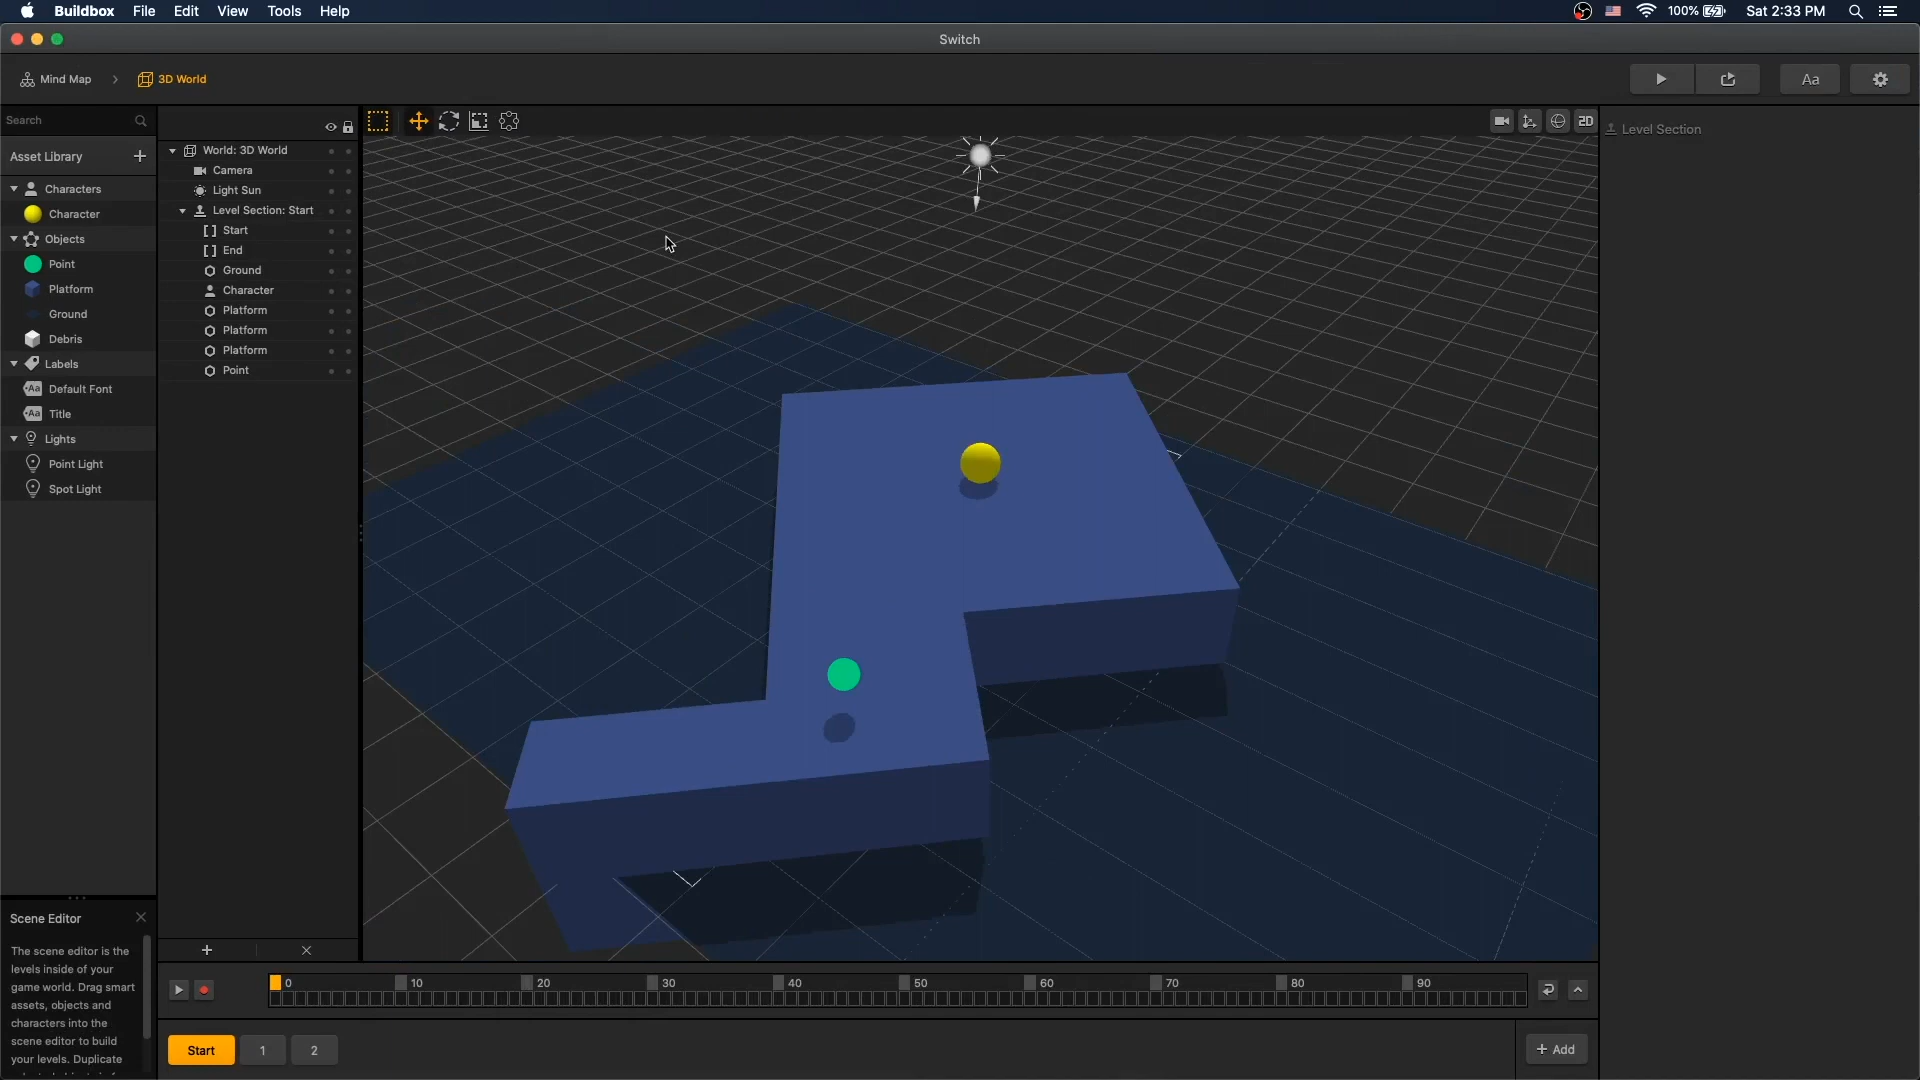 Buildbox File Edit View Tools Help
100% Sat 2:33 PM
Switch
Mind Map 3D World
Aa
Search
Asset Library
Characters
Character
Objects
Point
Platform
Ground
Debris
Labels
Aa Default Font
Aa Title
Lights
Point Light
Spot Light
World: 3D World
Camera
Light Sun
Level Section: Start
Start
End
Ground
Character
Platform
Platform
Platform
Point
2D
Level Section
Scene Editor
The scene editor is the
levels inside of your
game world. Drag smart
assets, objects and
characters into the
scene editor to build
your levels. Duplicate
0 10 20 30 40 50 60 70 80 90
Start 1 2
+ Add